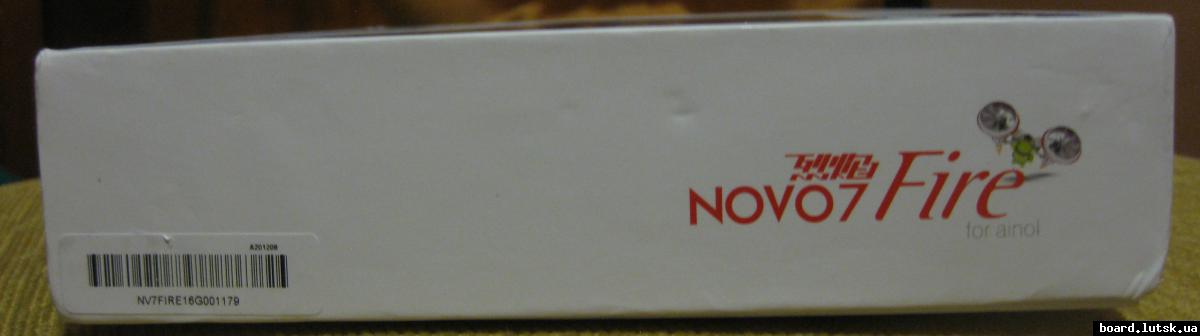 烈焰
NOVO7 Fire
for ainol
A201208
NV7FIRE16G001179
board.lutsk.ua